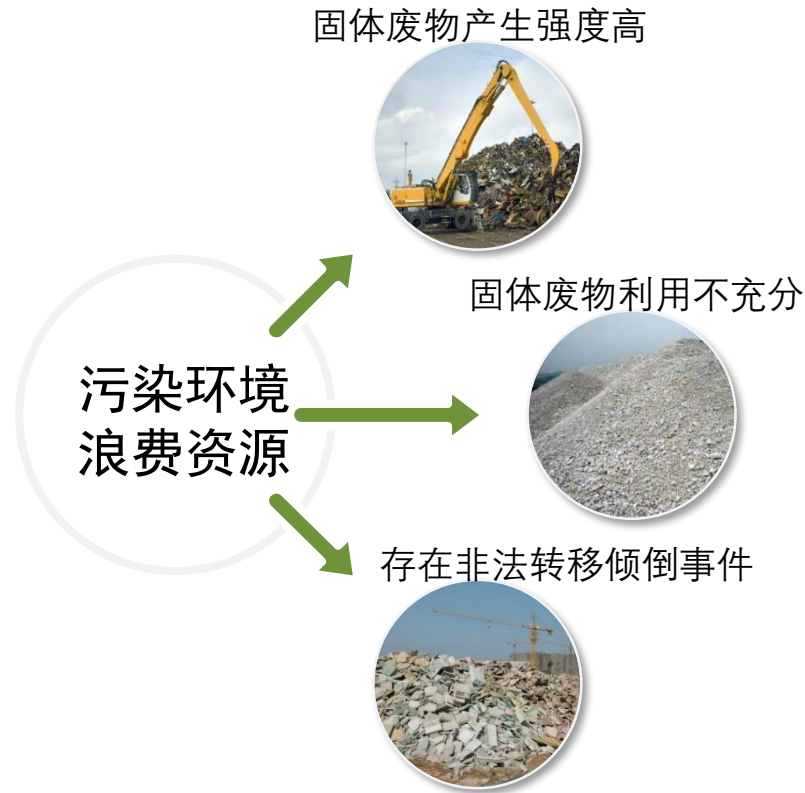 固体废物产生强度高
固体废物利用不充分
污染环境
浪费资源
存在非法转移倾倒事件